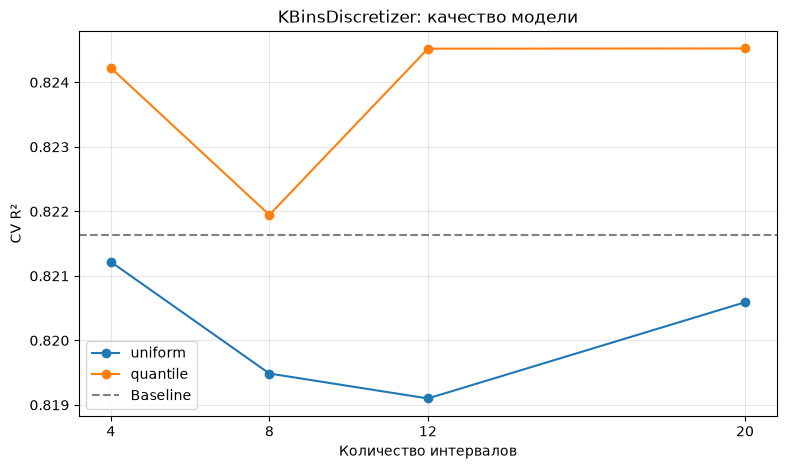 KBinsDiscretizer: качество модели
CV R²
0.824
0.823
0.822
0.821
0.820
0.819
uniform
quantile
Baseline
4
8
12
20
Количество интервалов